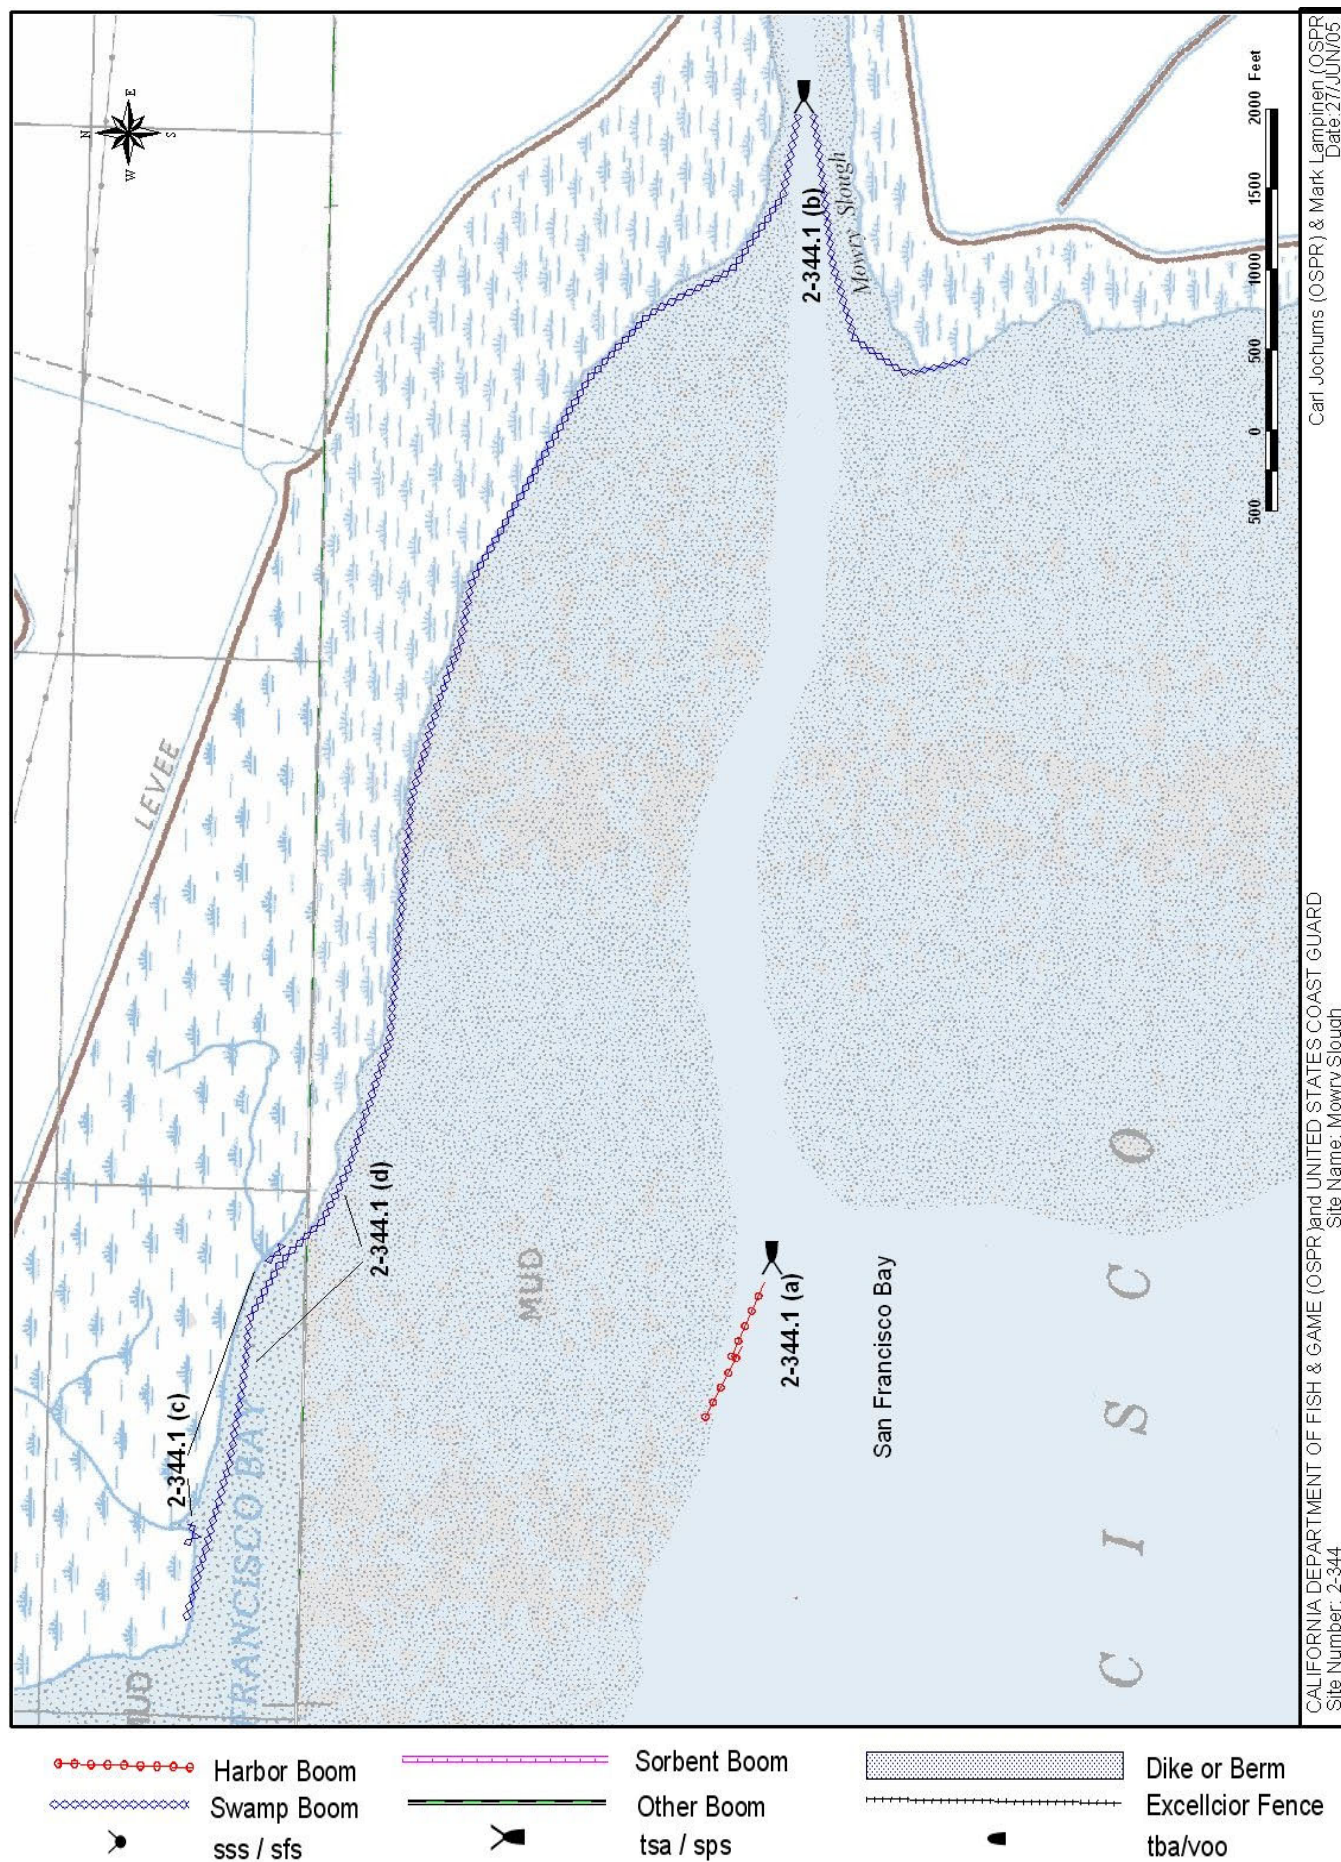 N
E
S
W
LEVEE
2-344.1 (b)
Mowry Slough
2-344.1 (c)
2-344.1 (d)
2-344.1 (a)
MUD
San Francisco Bay
FRANCISCO BAY
MUD
C I S C O
500 0 500 1000 1500 2000 Feet
CALIFORNIA DEPARTMENT OF FISH & GAME (OSPR)and UNITED STATES COAST GUARD
Carl Jochums (OSPR) & Mark Lampinen (OSPR
Site Number: 2-344
Site Name: Mowry Slough
Date:27/JUN/05
Harbor Boom
Sorbent Boom
Dike or Berm
Swamp Boom
Other Boom
Excellcior Fence
sss / sfs
tsa / sps
tba/voo